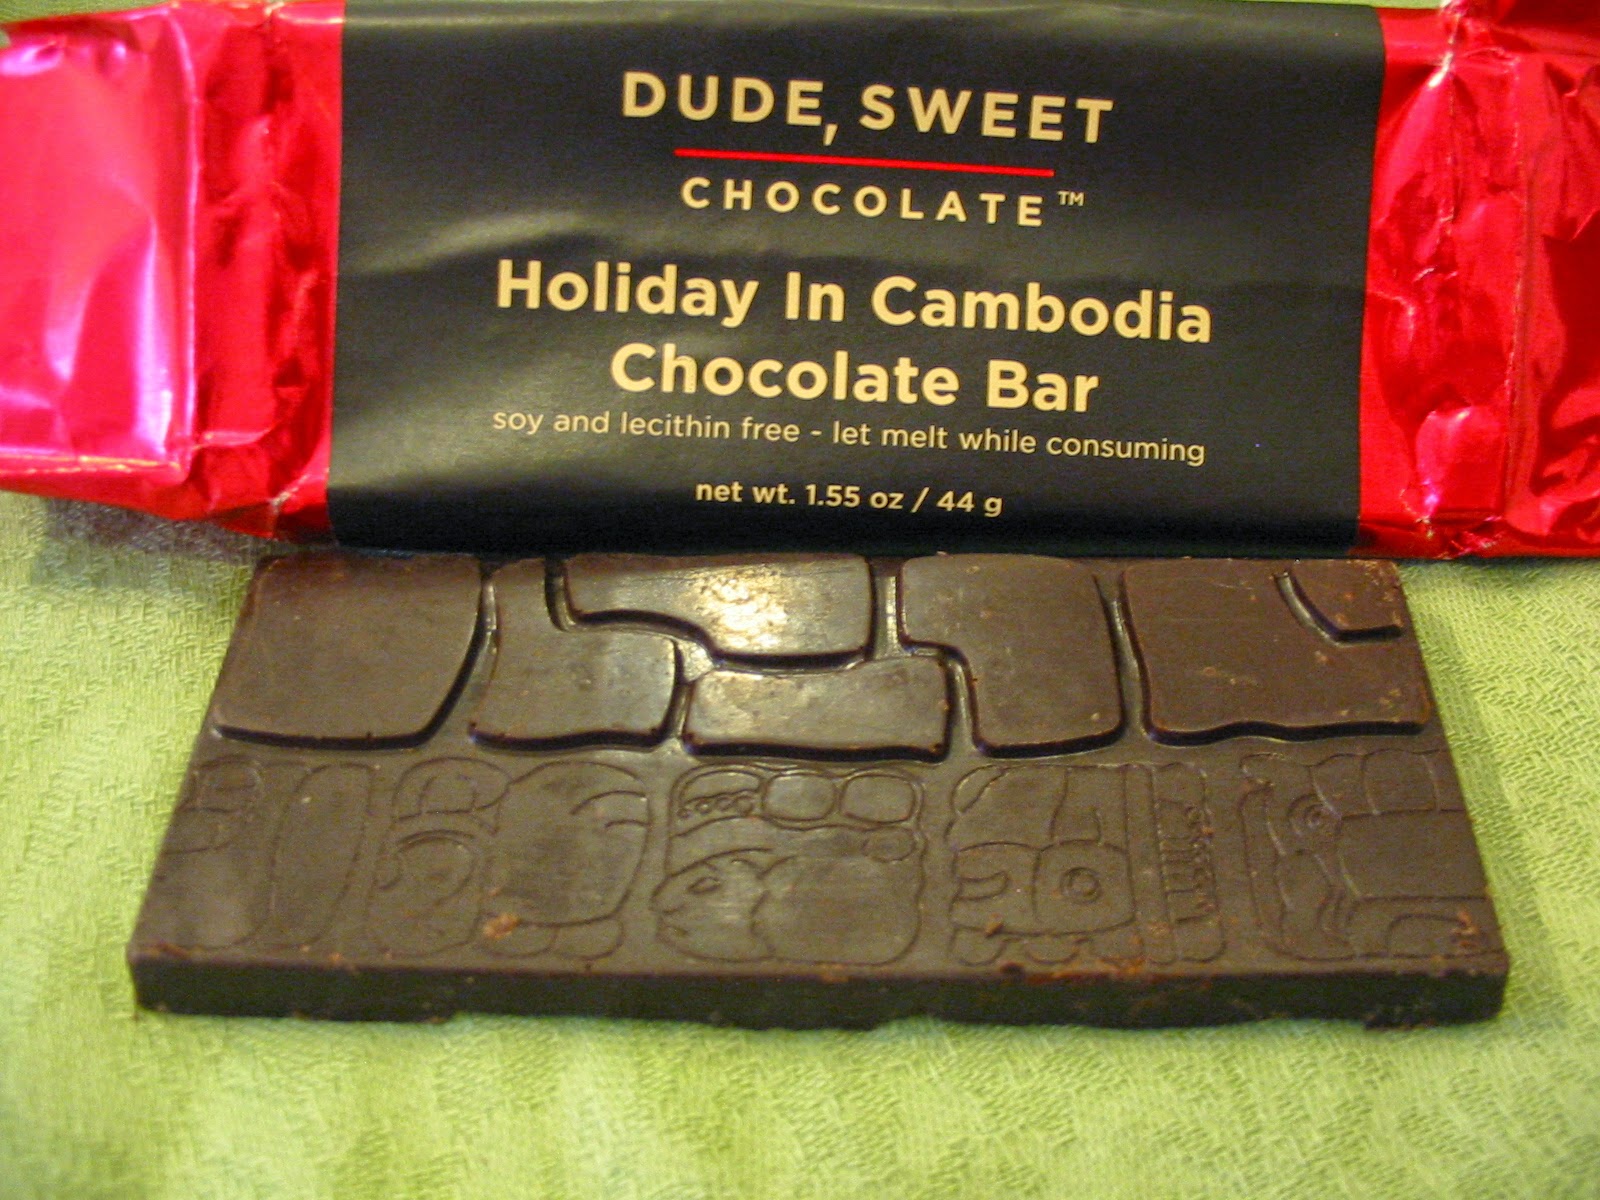 DUDE, SWEET
CHOCOLATE™
Holiday In Cambodia
Chocolate Bar
soy and lecithin free - let melt while consuming
net wt. 1.55 oz / 44 g